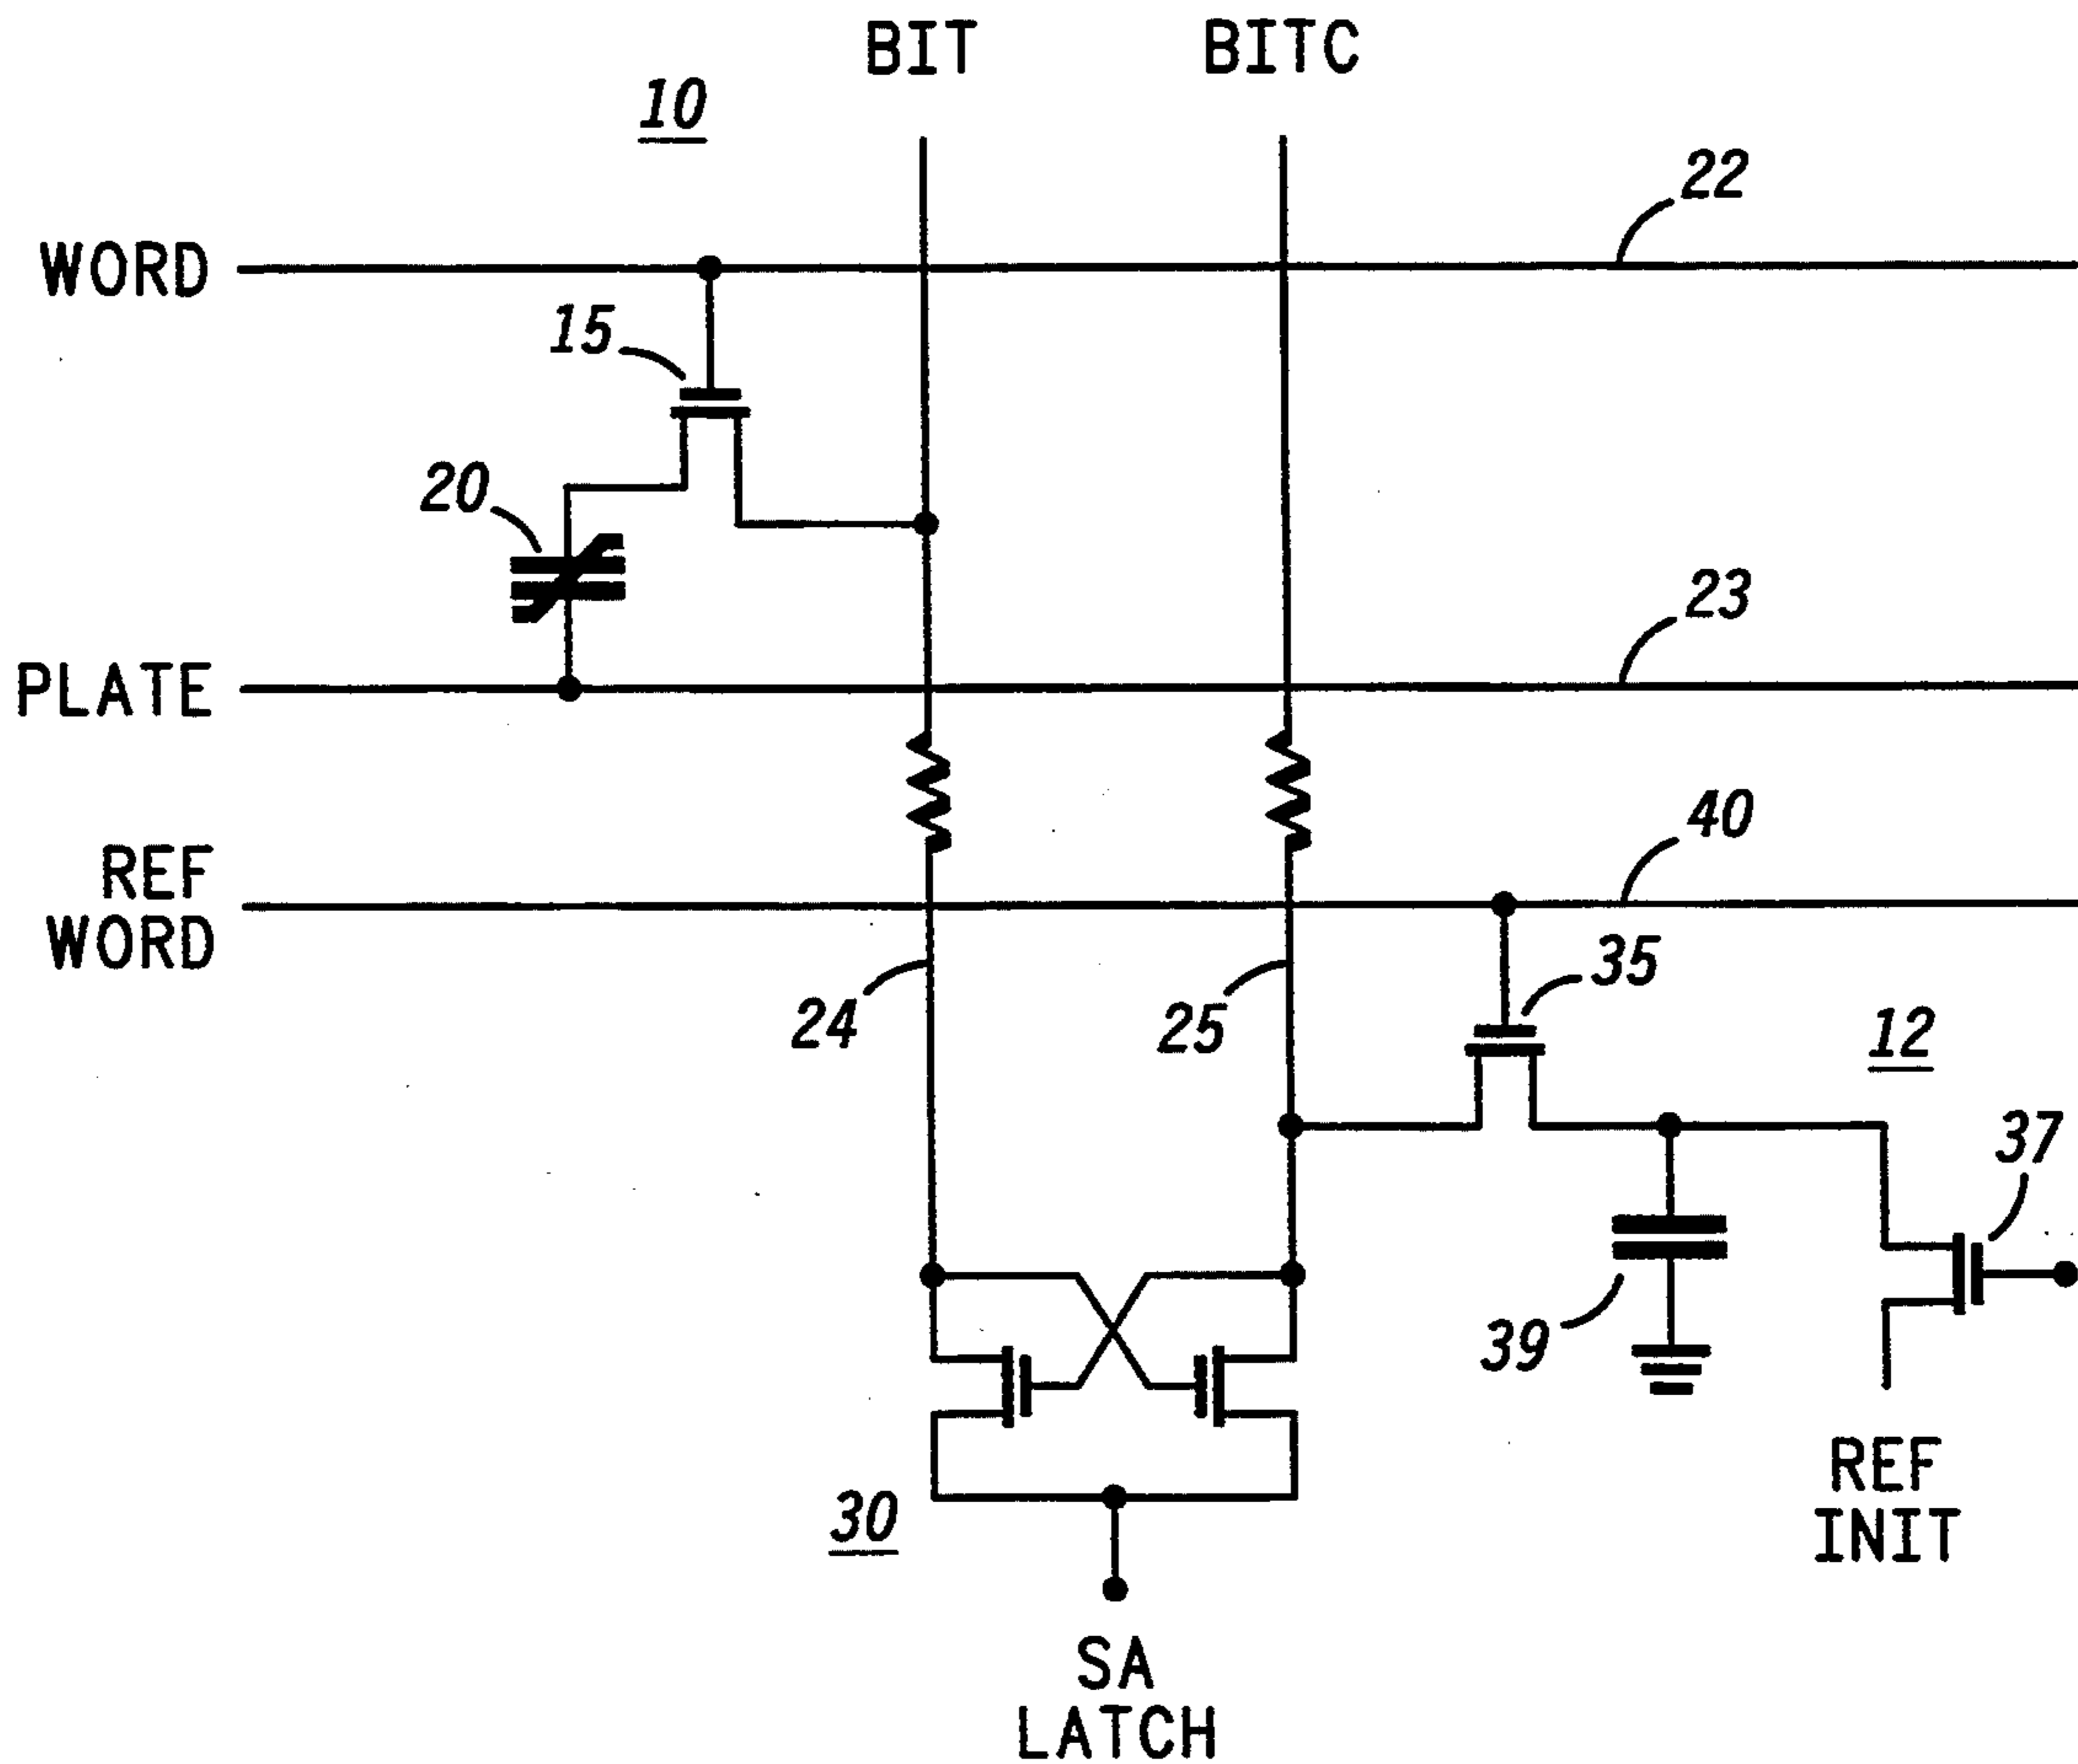 BIT
BITC
10
22
WORD
15
20
23
PLATE
40
REF
WORD
35
24
25
12
37
39
REF
INIT
30
SA
LATCH